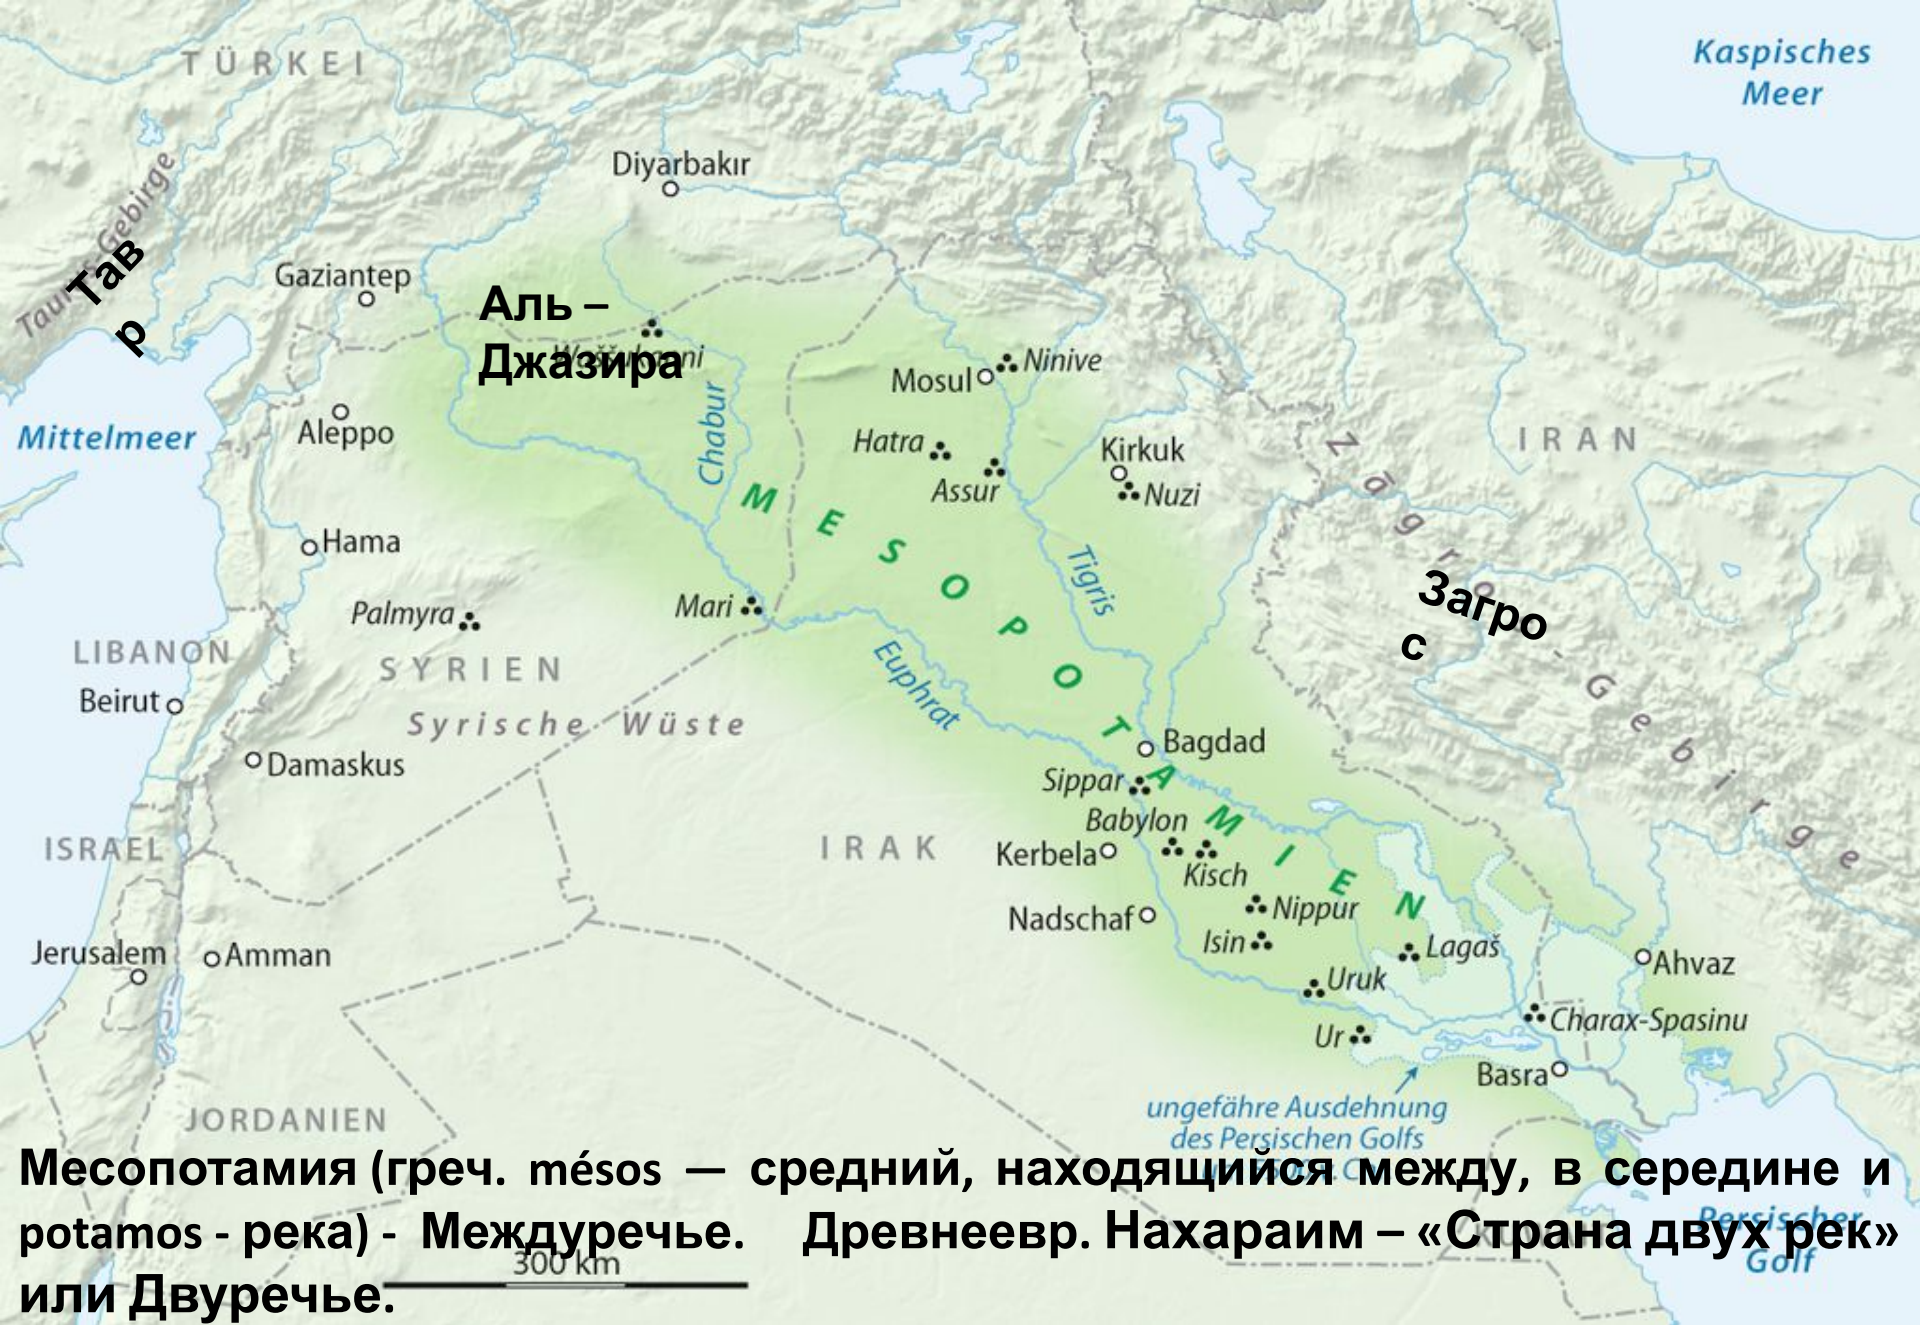 Kaspisches
Meer
TÜRKEI
Diyarbakır
Taurus-Gebirge
Тав
р
Gaziantep
Аль –
Джазира
Mosul
Ninive
Aleppo
Mittelmeer
Chabur
Hatra
Assur
Kirkuk
Nuzi
IRAN
Zāgros-Gebirge
Загро
с
MESOPOTAMIEN
Hama
Tigris
Palmyra
Mari
LIBANON
SYRIEN
Euphrat
Beirut
Syrische Wüste
Damaskus
Bagdad
Sippar
Babylon
ISRAEL
IRAK
Kerbela
Kisch
Nadschaf
Nippur
Isin
Lagaš
Jerusalem
Amman
Ahvaz
Uruk
Charax-Spasinu
Ur
Basra
JORDANIEN
ungefähre Ausdehnung
des Persischen Golfs
Месопотамия (греч. mésos — средний, находящийся между, в середине и
potamos - река) - Междуречье. Древнеевр. Нахараим – «Страна двух рек»
или Двуречье.
Persischer
Golf
300 km